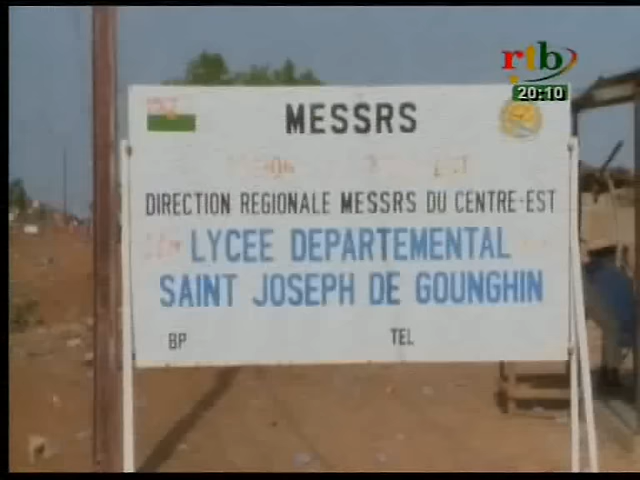 rtb
20:10
MESSRS
DIRECTION REGIONALE MESSRS DU CENTRE-EST
LYCEE DEPARTEMENTAL
SAINT JOSEPH DE GOUNGHIN
BP TEL